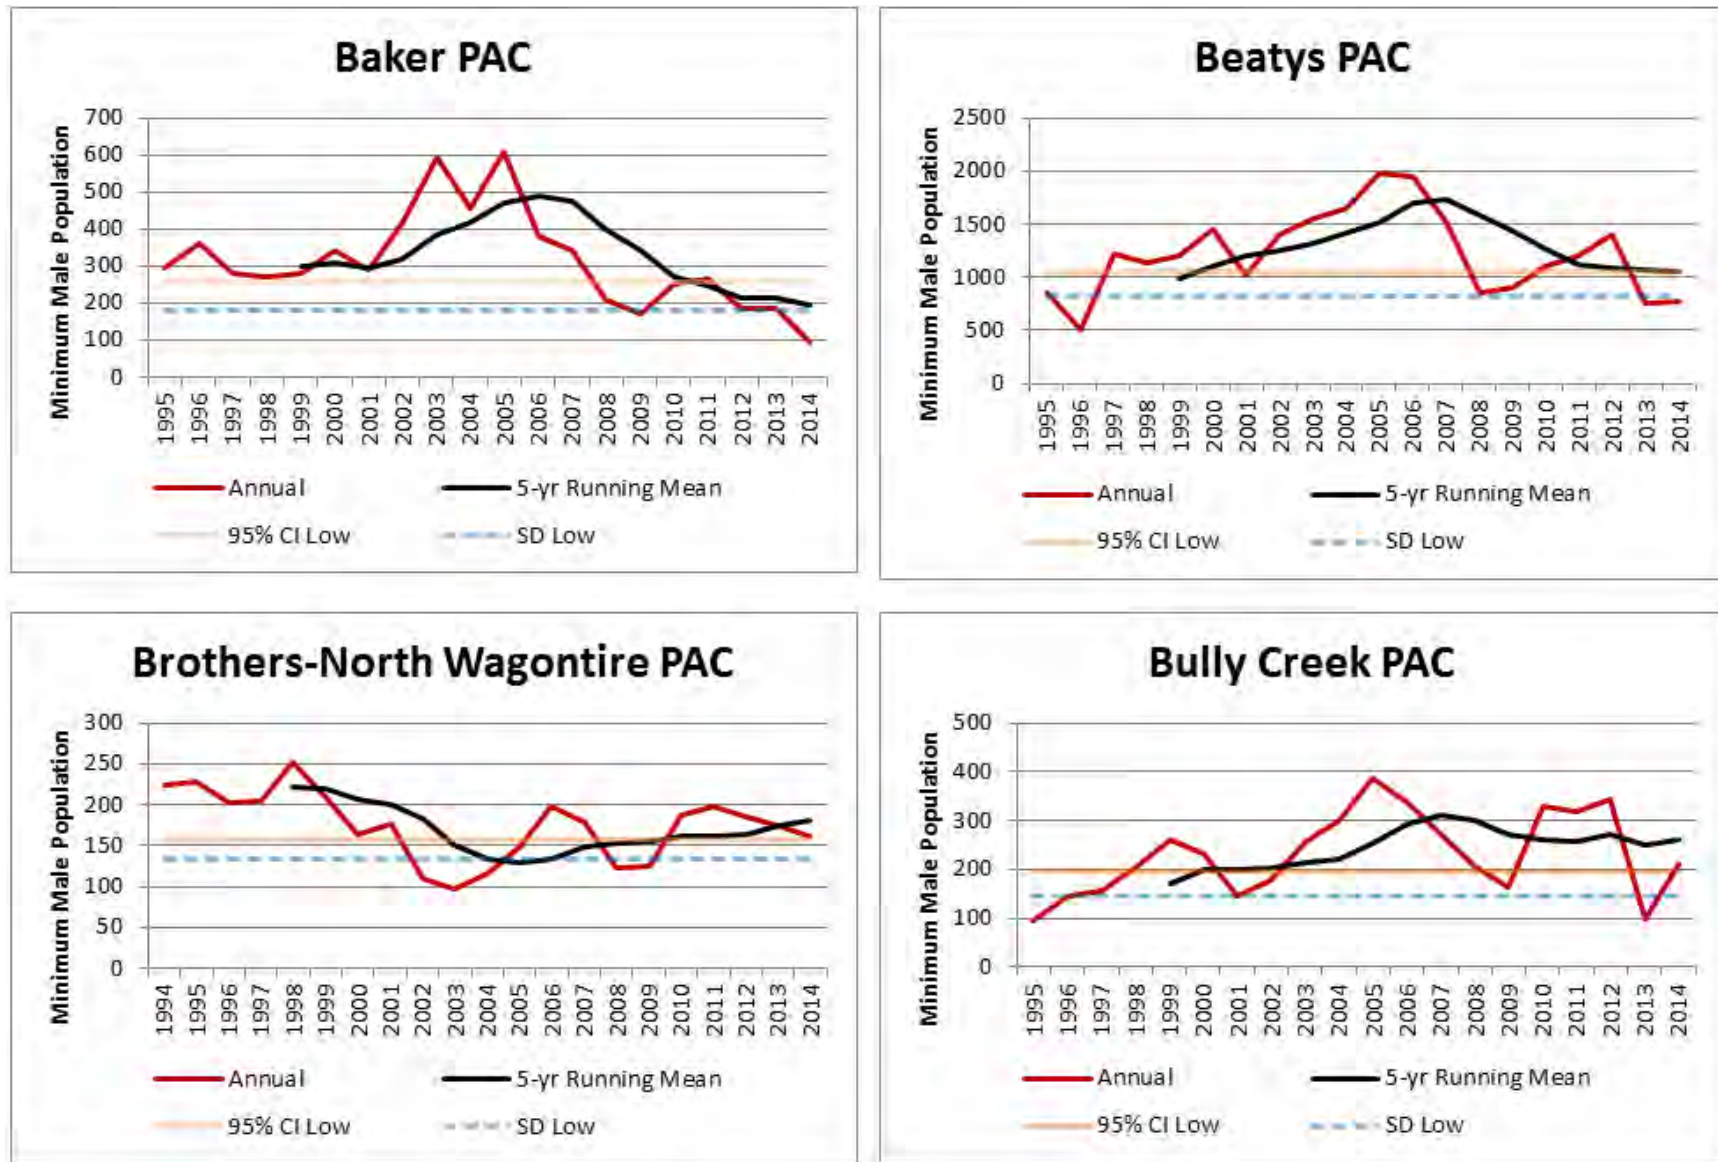 Baker PAC
Minimum Male Population
700
600
500
400
300
200
100
0
1995 1996 1997 1998 1999 2000 2001 2002 2003 2004 2005 2006 2007 2008 2009 2010 2011 2012 2013 2014
Annual 5-yr Running Mean
95% CI Low SD Low
Beatys PAC
Minimum Male Population
2500
2000
1500
1000
500
0
1995 1996 1997 1998 1999 2000 2001 2002 2003 2004 2005 2006 2007 2008 2009 2010 2011 2012 2013 2014
Annual 5-yr Running Mean
95% CI Low SD Low
Brothers-North Wagontire PAC
Minimum Male Population
300
250
200
150
100
50
0
1994 1995 1996 1997 1998 1999 2000 2001 2002 2003 2004 2005 2006 2007 2008 2009 2010 2011 2012 2013 2014
Annual 5-yr Running Mean
95% CI Low SD Low
Bully Creek PAC
Minimum Male Population
500
400
300
200
100
0
1995 1996 1997 1998 1999 2000 2001 2002 2003 2004 2005 2006 2007 2008 2009 2010 2011 2012 2013 2014
Annual 5-yr Running Mean
95% CI Low SD Low